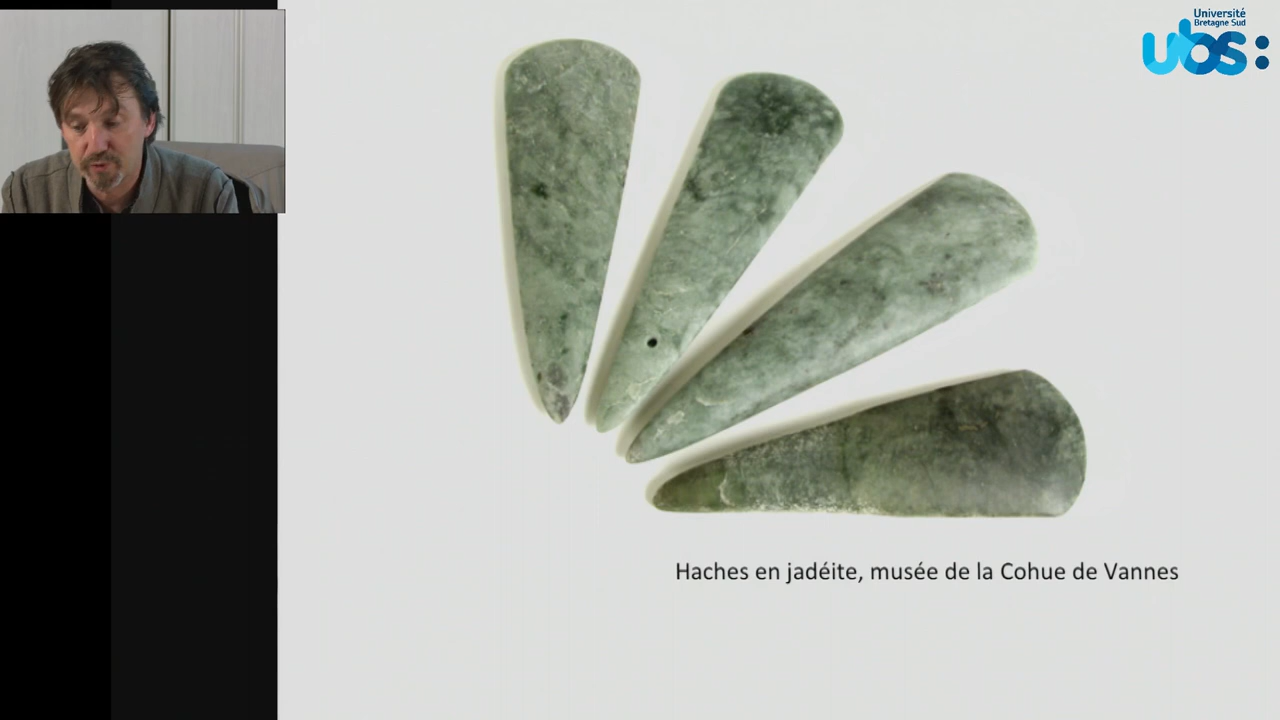 Université
Bretagne Sud
ubs:
Haches en jadéite, musée de la Cohue de Vannes